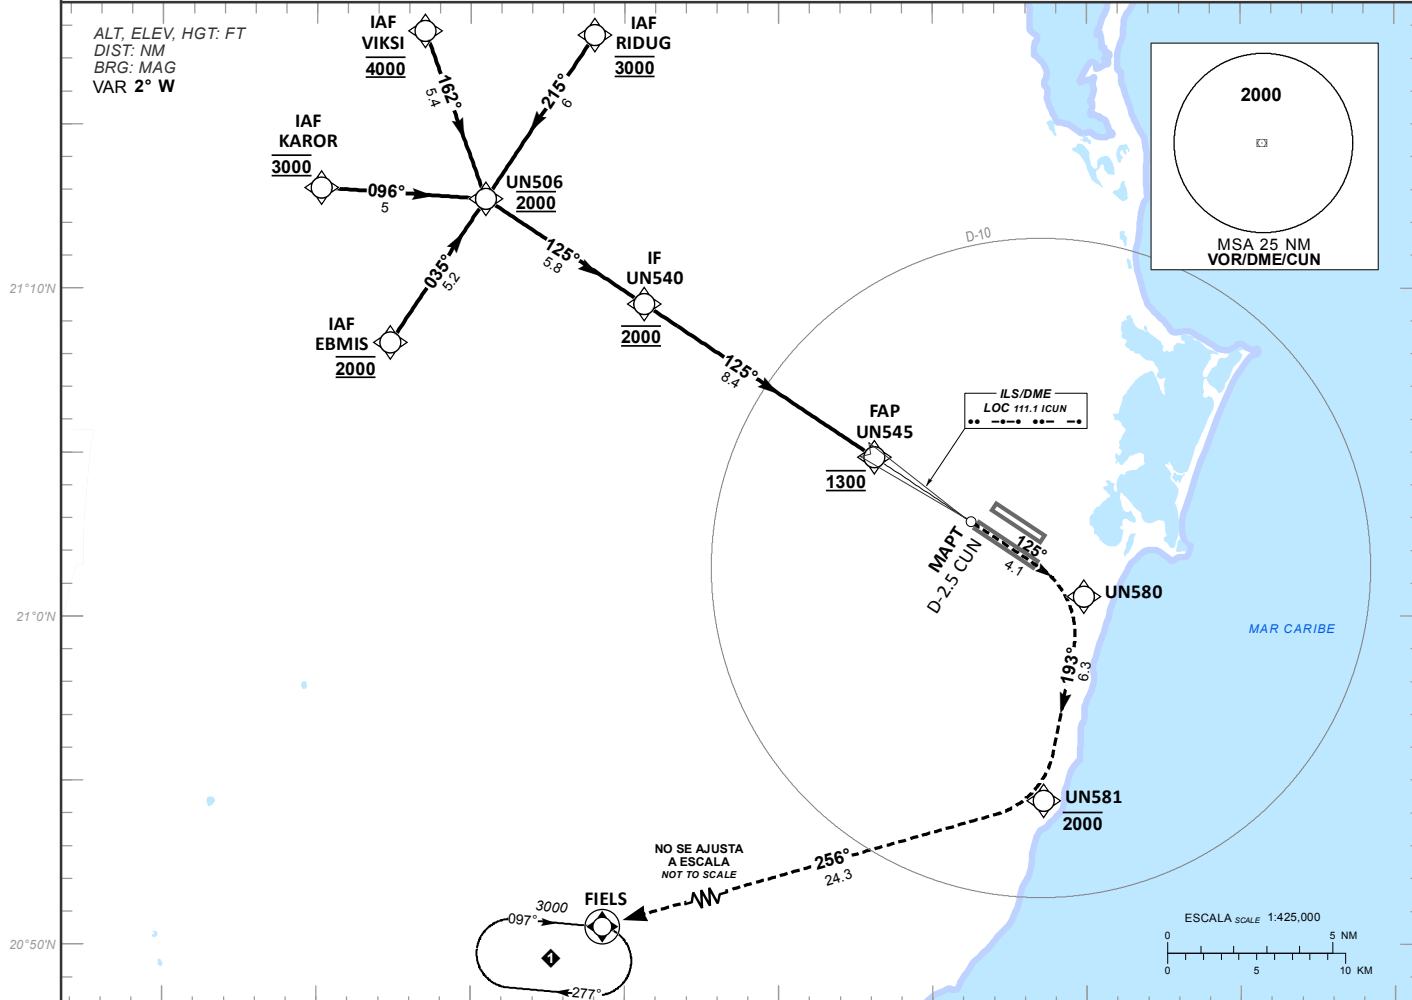 ALT, ELEV, HGT: FT
DIST: NM
BRG: MAG
VAR 2° W
IAF
VIKSI
4000
IAF
RIDUG
3000
162°
5.4
215°
6
IAF
KAROR
3000
096°
5
UN506
2000
035°
5.2
IAF
EBMIS
2000
125°
5.8
IF
UN540
2000
125°
8.4
FAP
UN545
1300
D-10
ILS/DME
LOC 111.1 ICUN
MAPT
D-2.5 CUN
125°
4.1
UN580
193°
6.3
UN581
2000
256°
24.3
NO SE AJUSTA
A ESCALA
NOT TO SCALE
FIELS
3000
097°
1
277°
2000
MSA 25 NM
VOR/DME/CUN
MAR CARIBE
21°10'N
21°0'N
20°50'N
ESCALA SCALE 1:425,000
0 5 NM
0 5 10 KM